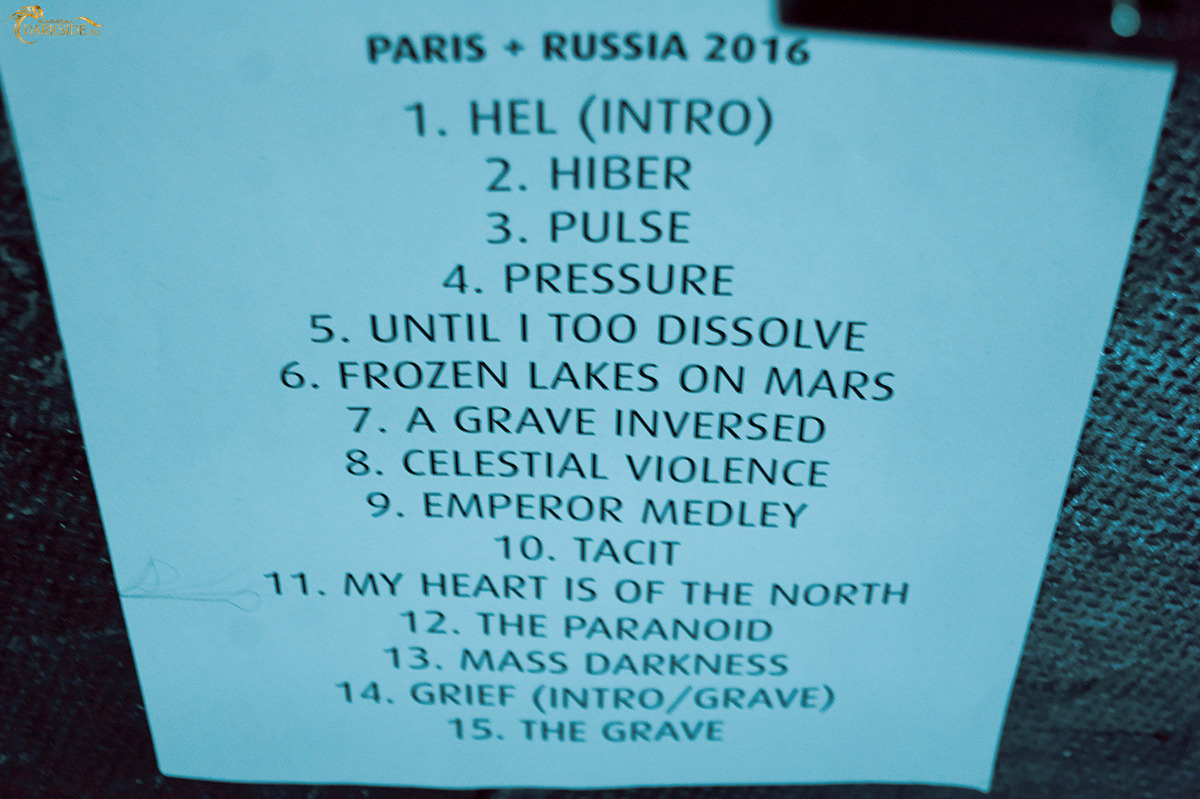 PARIS + RUSSIA 2016
1. HEL (INTRO)
2. HIBER
3. PULSE
4. PRESSURE
5. UNTIL I TOO DISSOLVE
6. FROZEN LAKES ON MARS
7. A GRAVE INVERSED
8. CELESTIAL VIOLENCE
9. EMPEROR MEDLEY
10. TACIT
11. MY HEART IS OF THE NORTH
12. THE PARANOID
13. MASS DARKNESS
14. GRIEF (INTRO/GRAVE)
15. THE GRAVE